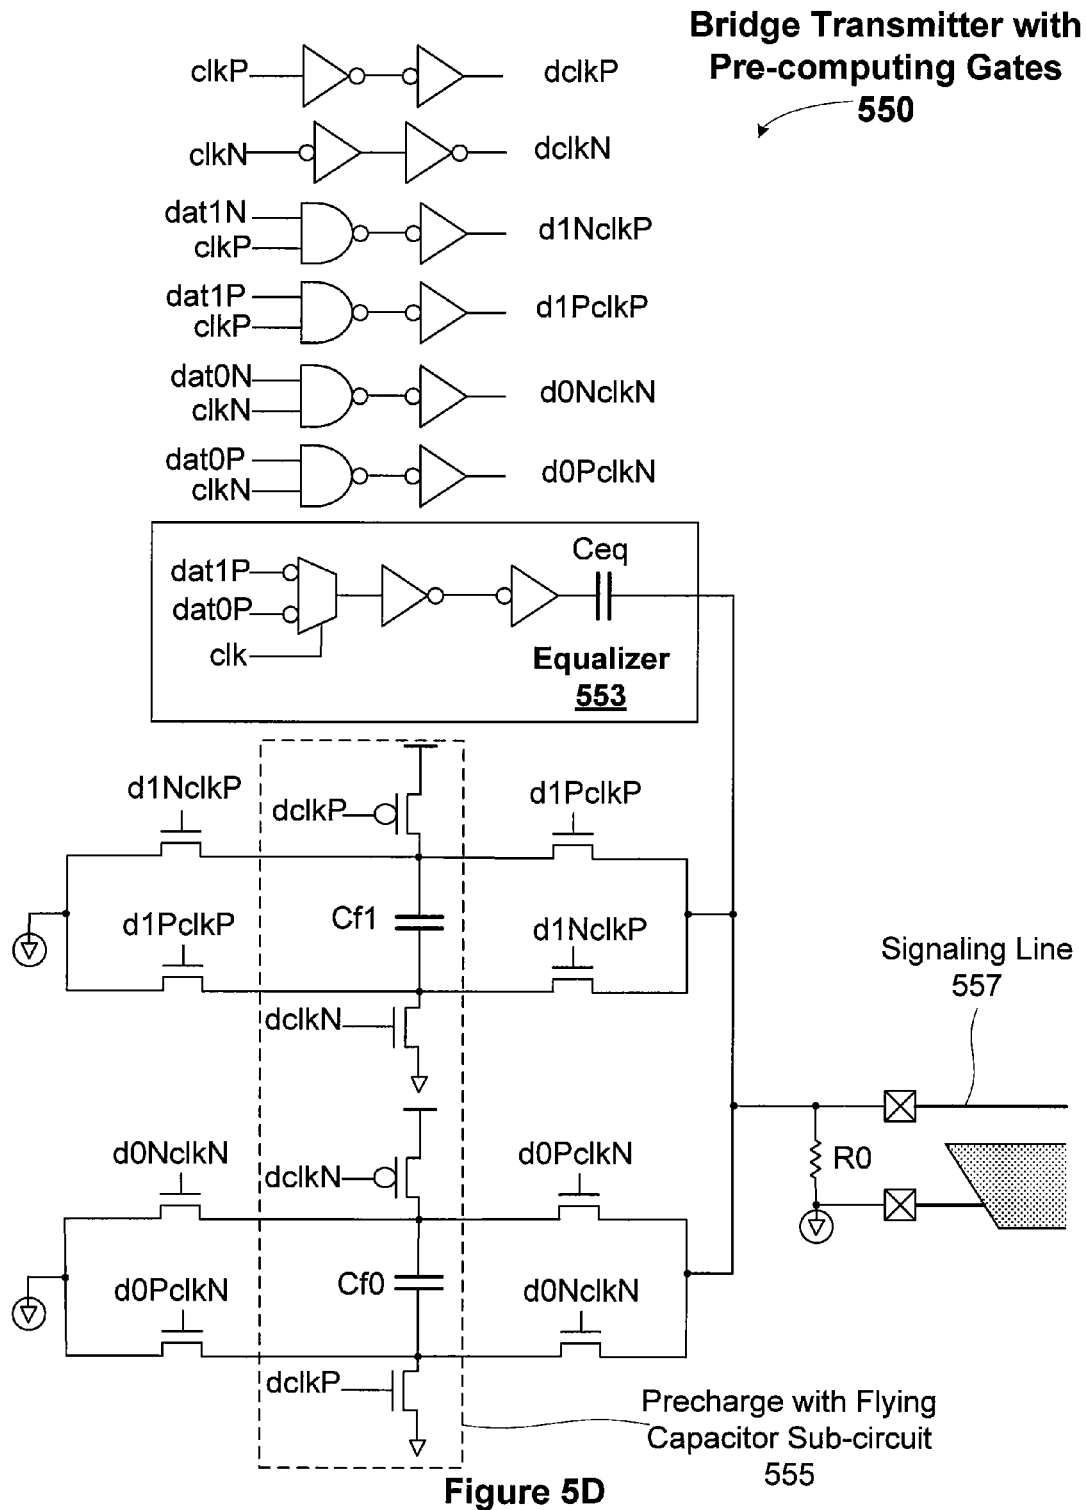 Bridge Transmitter with
Pre-computing Gates
550
clkP
dclkP
clkN
dclkN
dat1N
clkP
d1NclkP
dat1P
clkP
d1PclkP
dat0N
clkN
d0NclkN
dat0P
clkN
d0PclkN
dat1P
dat0P
clk
Ceq
Equalizer
553
d1NclkP
dclkP
d1PclkP
d1PclkP
Cf1
d1NclkP
dclkN
Signaling Line
557
d0NclkN
dclkN
d0PclkN
R0
d0PclkN
Cf0
d0NclkN
dclkP
Precharge with Flying
Capacitor Sub-circuit
555
Figure 5D